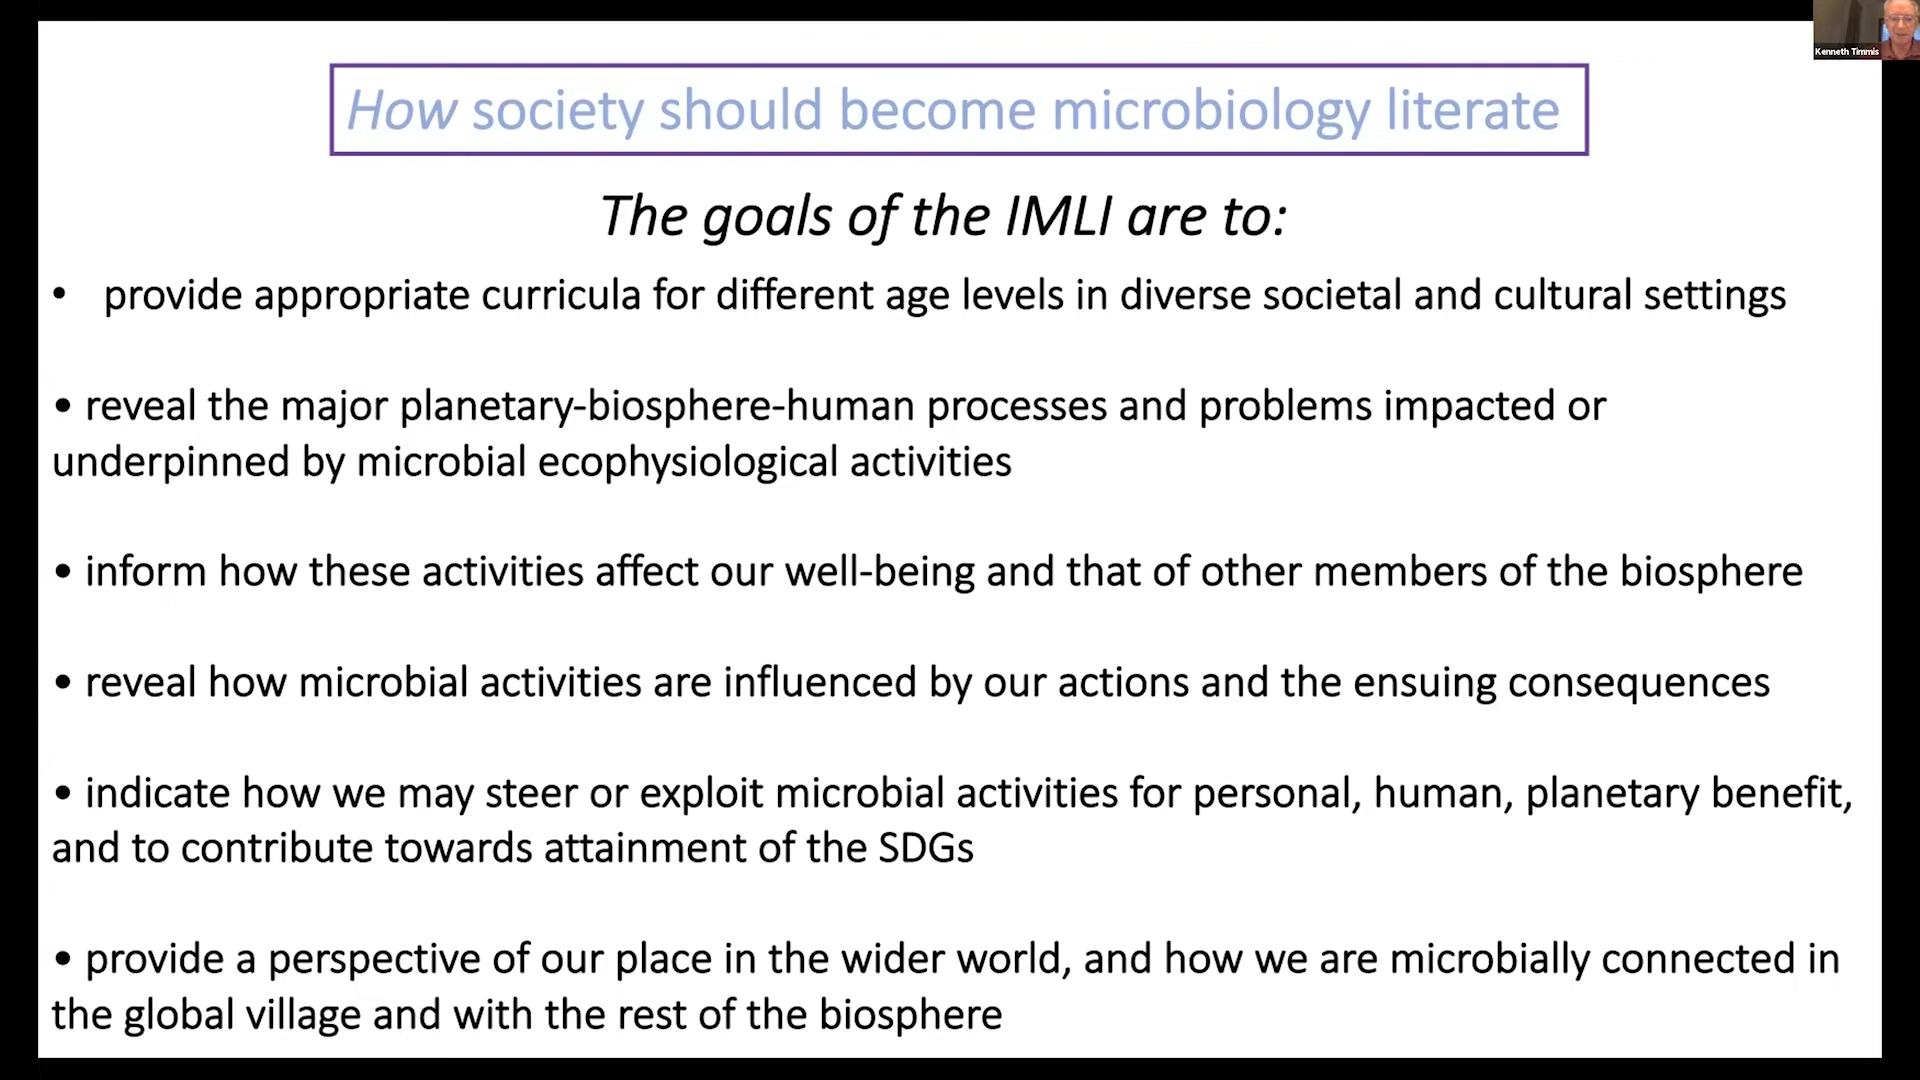 Kenneth Timmis
How society should become microbiology literate
The goals of the IMLI are to:
• provide appropriate curricula for different age levels in diverse societal and cultural settings
• reveal the major planetary-biosphere-human processes and problems impacted or
underpinned by microbial ecophysiological activities
• inform how these activities affect our well-being and that of other members of the biosphere
• reveal how microbial activities are influenced by our actions and the ensuing consequences
• indicate how we may steer or exploit microbial activities for personal, human, planetary benefit,
and to contribute towards attainment of the SDGs
• provide a perspective of our place in the wider world, and how we are microbially connected in
the global village and with the rest of the biosphere